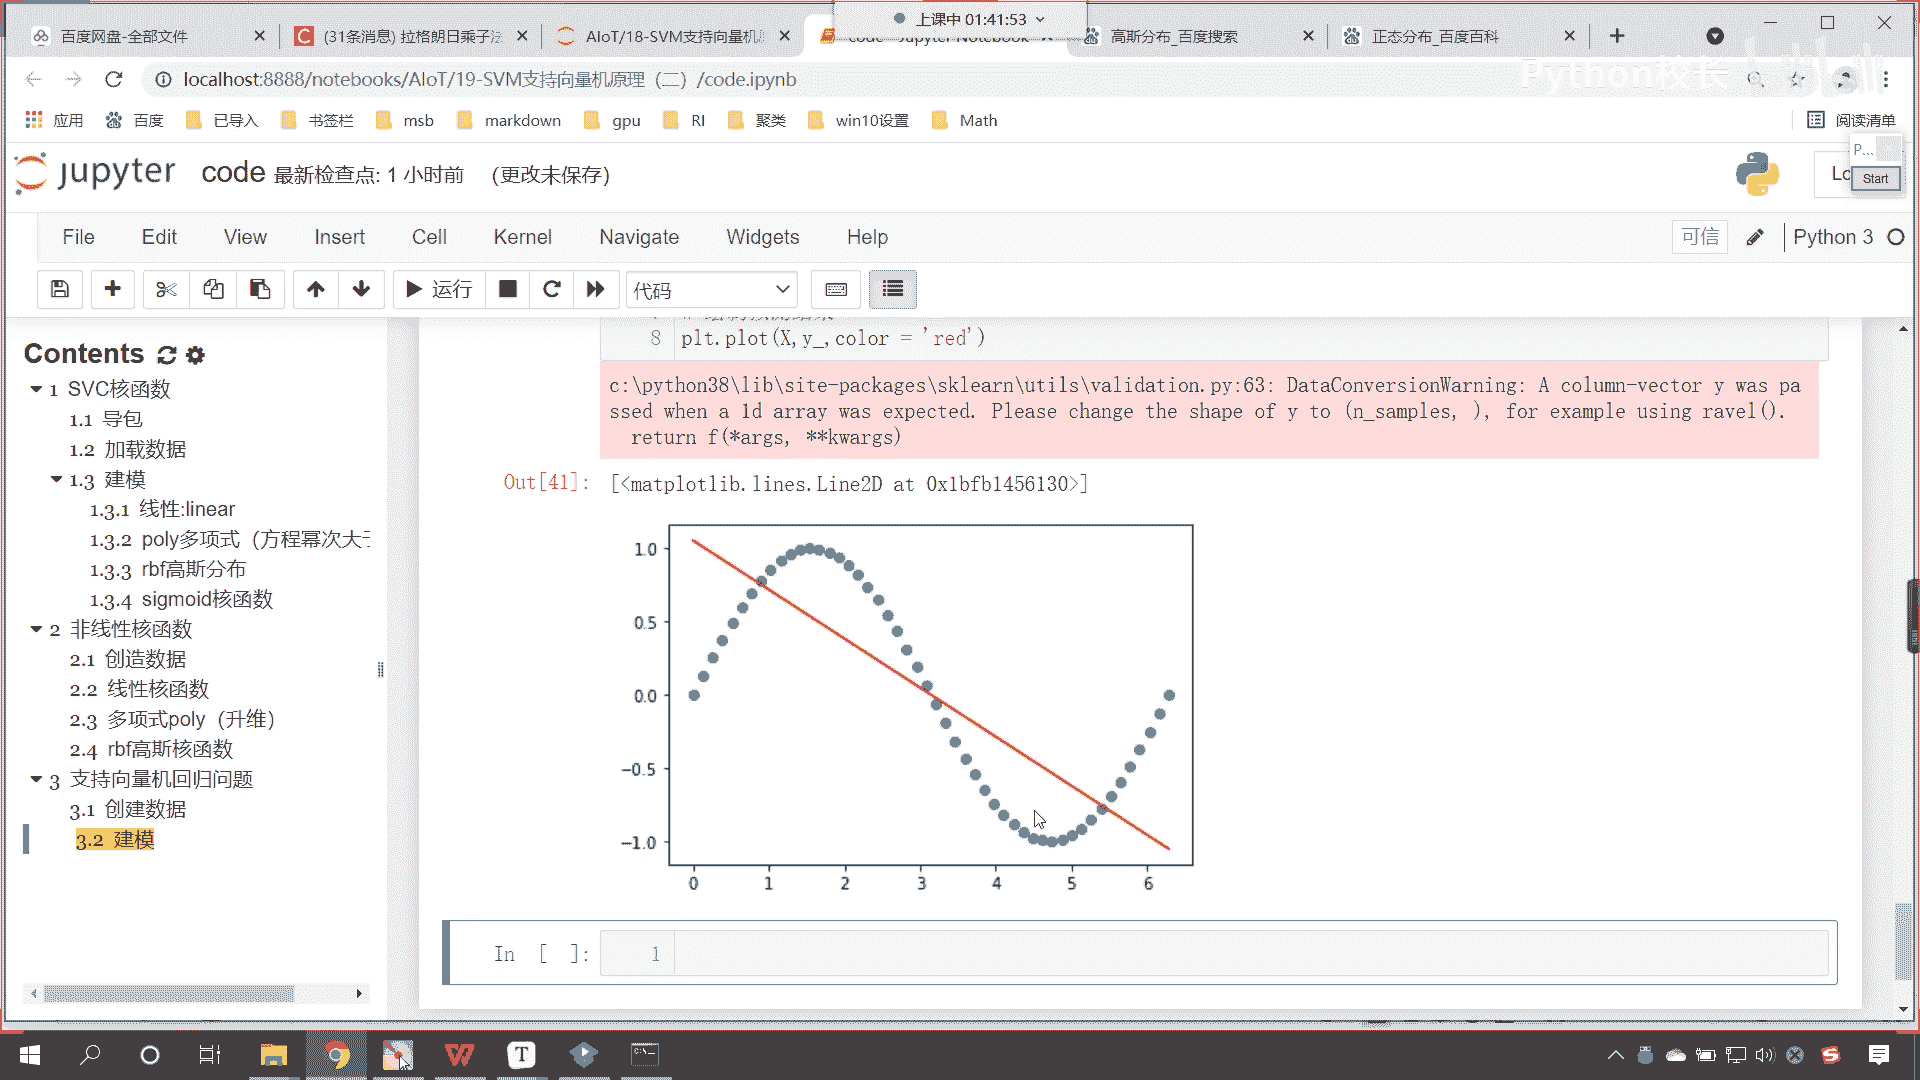 上课中 01:41:53
百度网盘-全部文件
(31条消息) 拉格朗日乘子法
AIoT/18-SVM支持向量机
code - Jupyter Notebook
高斯分布_百度搜索
正态分布_百度百科
localhost:8888/notebooks/AIoT/19-SVM支持向量机原理（二）/code.ipynb
Python校长
应用
百度
已导入
书签栏
msb
markdown
gpu
RI
聚类
win10设置
Math
阅读清单
P...
Start
jupyter
code 最新检查点: 1 小时前 (更改未保存)
Lo
File Edit View Insert Cell Kernel Navigate Widgets Help
可信
Python 3
运行
代码
Contents
1 SVC核函数
1.1 导包
1.2 加载数据
1.3 建模
1.3.1 线性:linear
1.3.2 poly多项式（方程幂次大于
1.3.3 rbf高斯分布
1.3.4 sigmoid核函数
2 非线性核函数
2.1 创造数据
2.2 线性核函数
2.3 多项式poly（升维）
2.4 rbf高斯核函数
3 支持向量机回归问题
3.1 创建数据
3.2 建模
8 plt.plot(X,y_,color = 'red')
c:\python38\lib\site-packages\sklearn\utils\validation.py:63: DataConversionWarning: A column-vector y was pa
ssed when a 1d array was expected. Please change the shape of y to (n_samples, ), for example using ravel().
return f(*args, **kwargs)
Out[41]: [<matplotlib.lines.Line2D at 0x1bfb1456130>]
1.0
0.5
0.0
−0.5
−1.0
0 1 2 3 4 5 6
In [ ]: 1